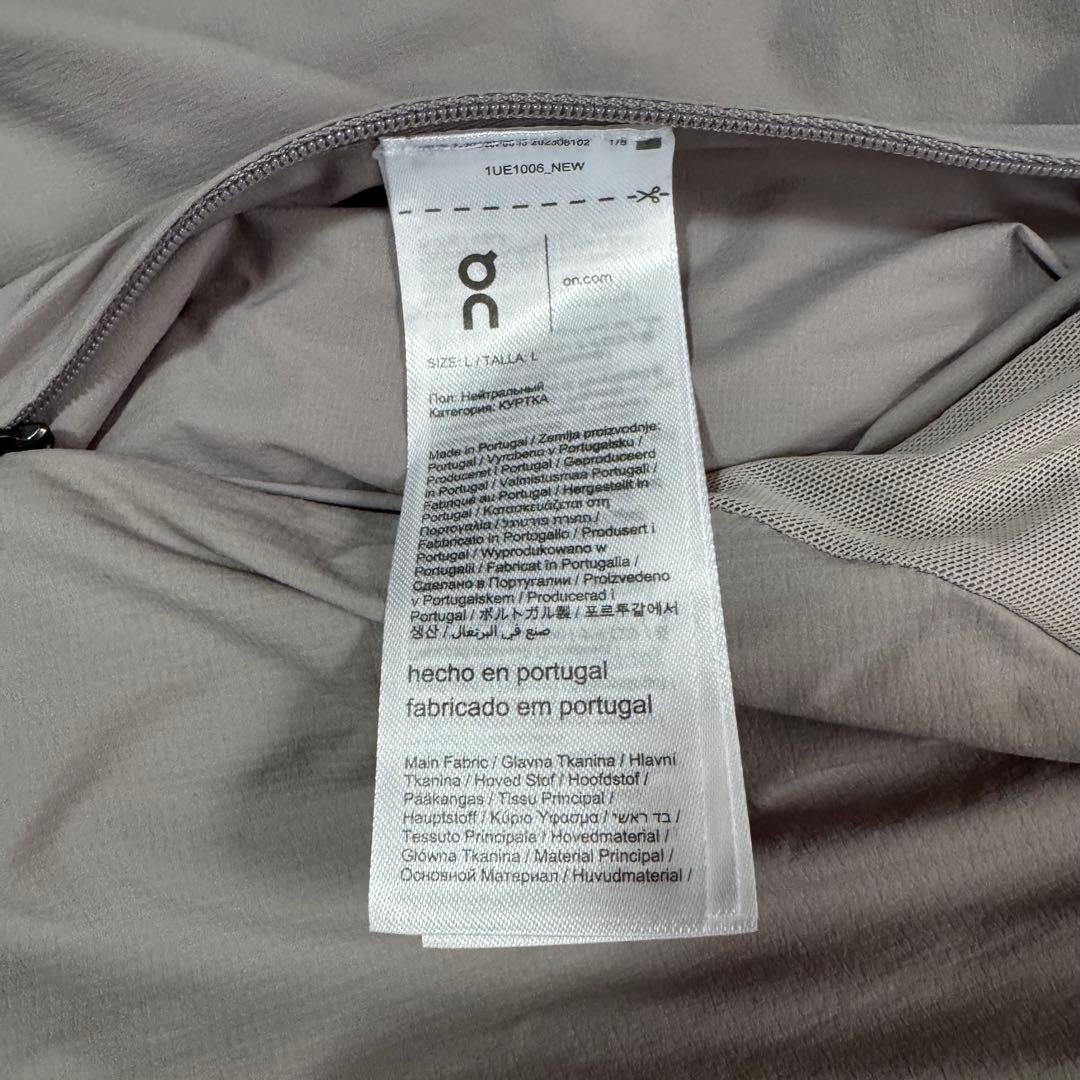 202308102 1/8
1UE1006_NEW
on.com
SIZE: L / TALLA: L
Пол: Нейтральный
Категория: КУРТКА
Made in Portugal / Zemlja proizvodnje:
Portugal / Vyrobeno v Portugalsku /
Produceret i Portugal / Geproduceerd
in Portugal / Valmistusmaa Portugali /
Fabriqué au Portugal / Hergestellt in
Portugal / Κατασκευάζεται στη
Πορτογαλία / תוצרת פורטוגל /
Fabbricato in Portogallo / Produsert i
Portugal / Wyprodukowano w
Portugalii / Fabricat în Portugalia /
Сделано в Португалии / Proizvedeno
v Portugalskem / Producerad i
Portugal / ポルトガル製 / 포르투갈에서
생산 / صنع في البرتغال
hecho en portugal
fabricado em portugal
Main Fabric / Glavna Tkanina / Hlavní
Tkanina / Hoved Stof / Hoofdstof /
Pääkangas / Tissu Principal /
Hauptstoff / Κύριο Ύφασμα / בד ראשי /
Tessuto Principale / Hovedmaterial /
Główna Tkanina / Material Principal /
Основной Материал / Huvudmaterial /